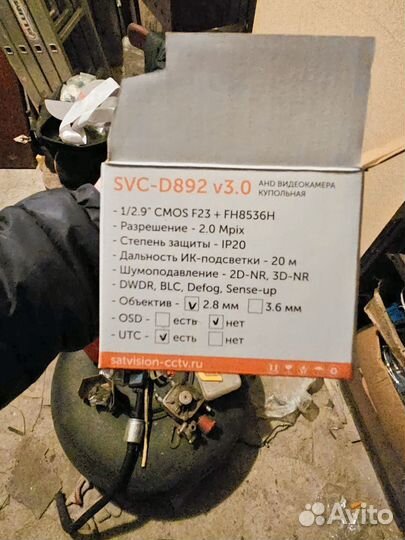 SVC-D892 v3.0 AHD ВИДЕОКАМЕРА КУПОЛЬНАЯ
- 1/2.9" CMOS F23 + FH8536H
- Разрешение - 2.0 Mpix
- Степень защиты - IP20
- Дальность ИК-подсветки - 20 м
- Шумоподавление - 2D-NR, 3D-NR
- DWDR, BLC, Defog, Sense-up
- Объектив - 2.8 мм 3.6 мм
- OSD - есть нет
- UTC - есть нет
satvision-cctv.ru
Avito